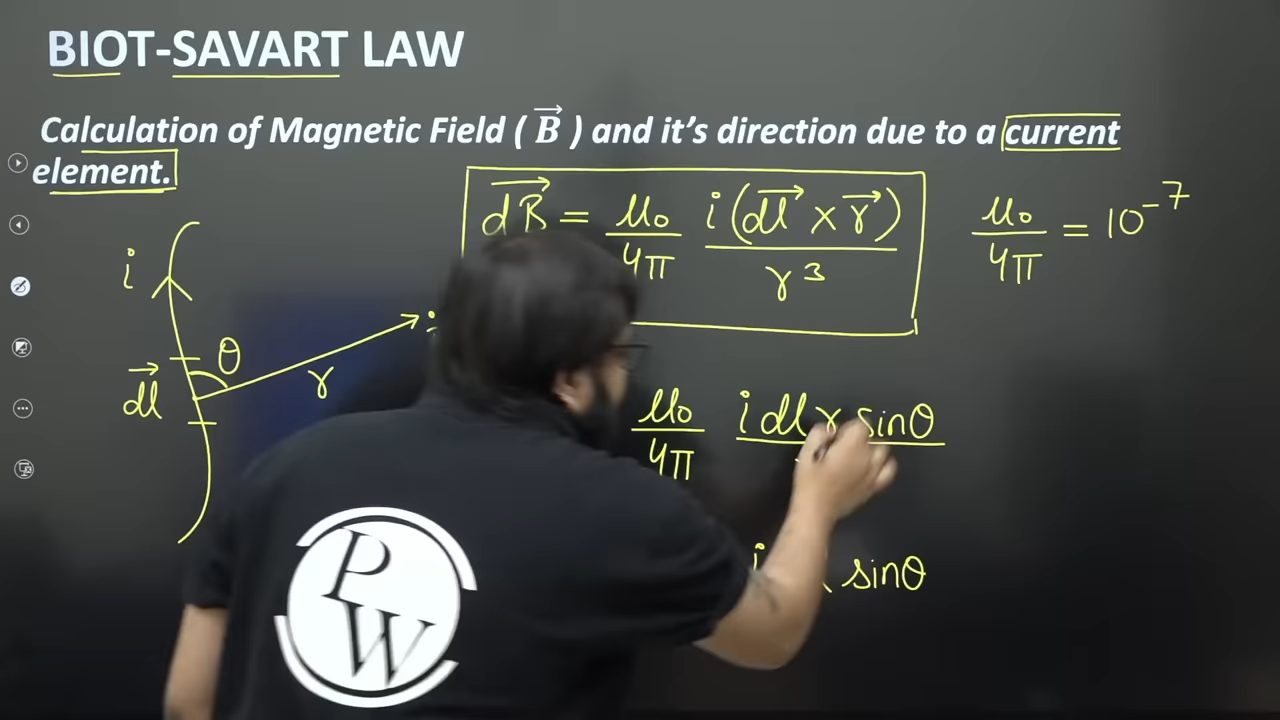 BIOT-SAVART LAW
Calculation of Magnetic Field ( B⃗ ) and it's direction due to a current
element.
dB⃗ = μ₀/4π i(dl⃗ × r⃗)/r³
μ₀/4π = 10⁻⁷
i
θ
dl⃗
r
μ₀/4π i dl r sinθ
i sinθ
P
W